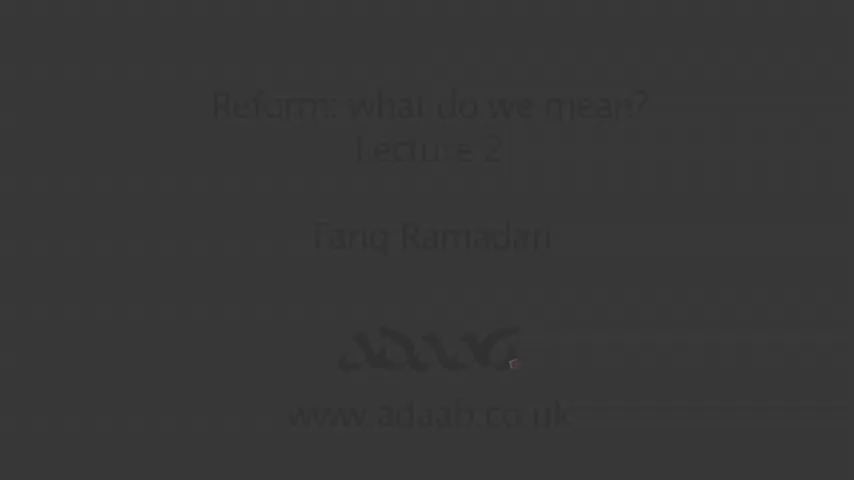 Reform: what do we mean?
Lecture 2
Tariq Ramadan
www.adaab.co.uk